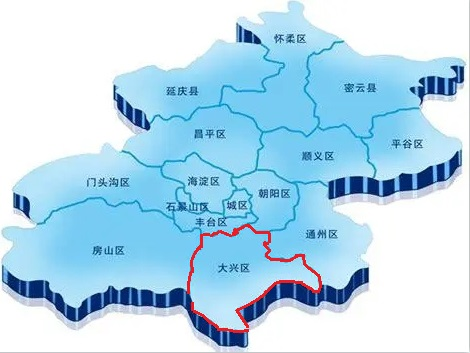 怀柔区
延庆县
密云县
昌平区
平谷区
顺义区
门头沟区
海淀区
朝阳区
石景山区
城区
丰台区
通州区
房山区
大兴区